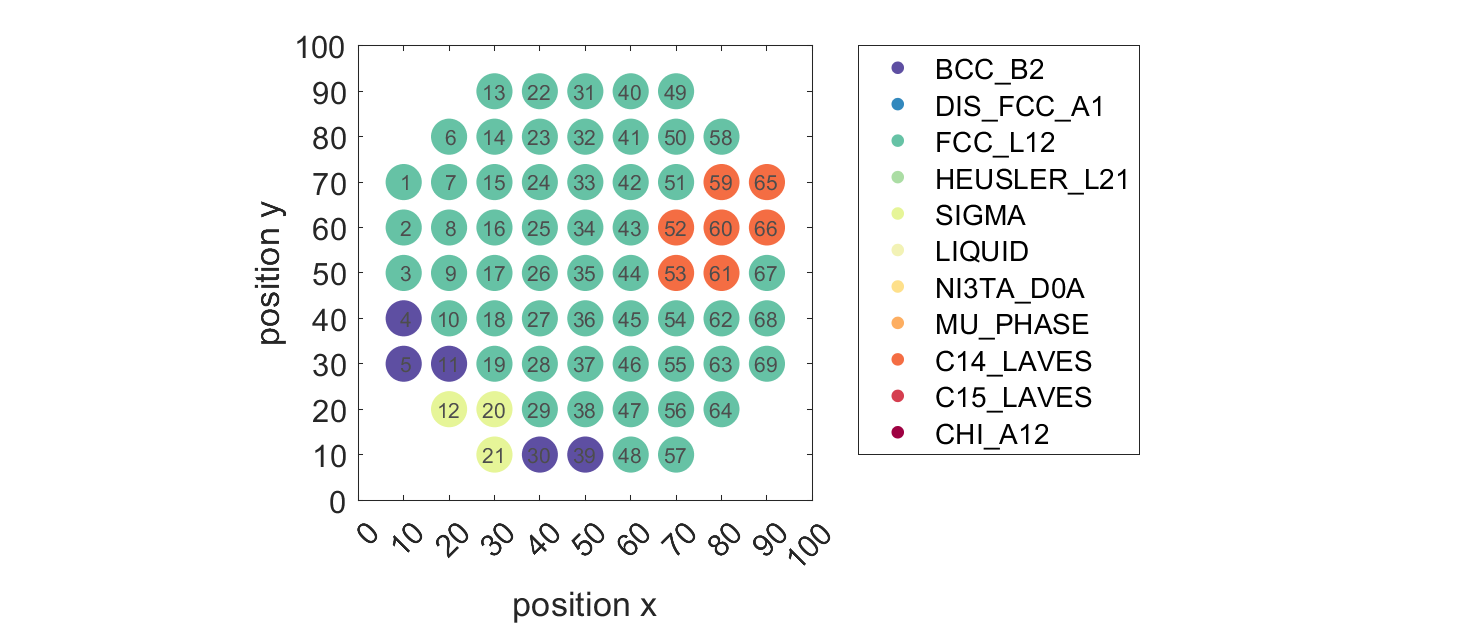 100
90
80
70
60
50
40
30
20
10
0
position y
13 22 31 40 49
6 14 23 32 41 50 58
1 7 15 24 33 42 51 59 65
2 8 16 25 34 43 52 60 66
3 9 17 26 35 44 53 61 67
4 10 18 27 36 45 54 62 68
5 11 19 28 37 46 55 63 69
12 20 29 38 47 56 64
21 30 39 48 57
0 10 20 30 40 50 60 70 80 90 100
position x
BCC_B2
DIS_FCC_A1
FCC_L12
HEUSLER_L21
SIGMA
LIQUID
NI3TA_D0A
MU_PHASE
C14_LAVES
C15_LAVES
CHI_A12